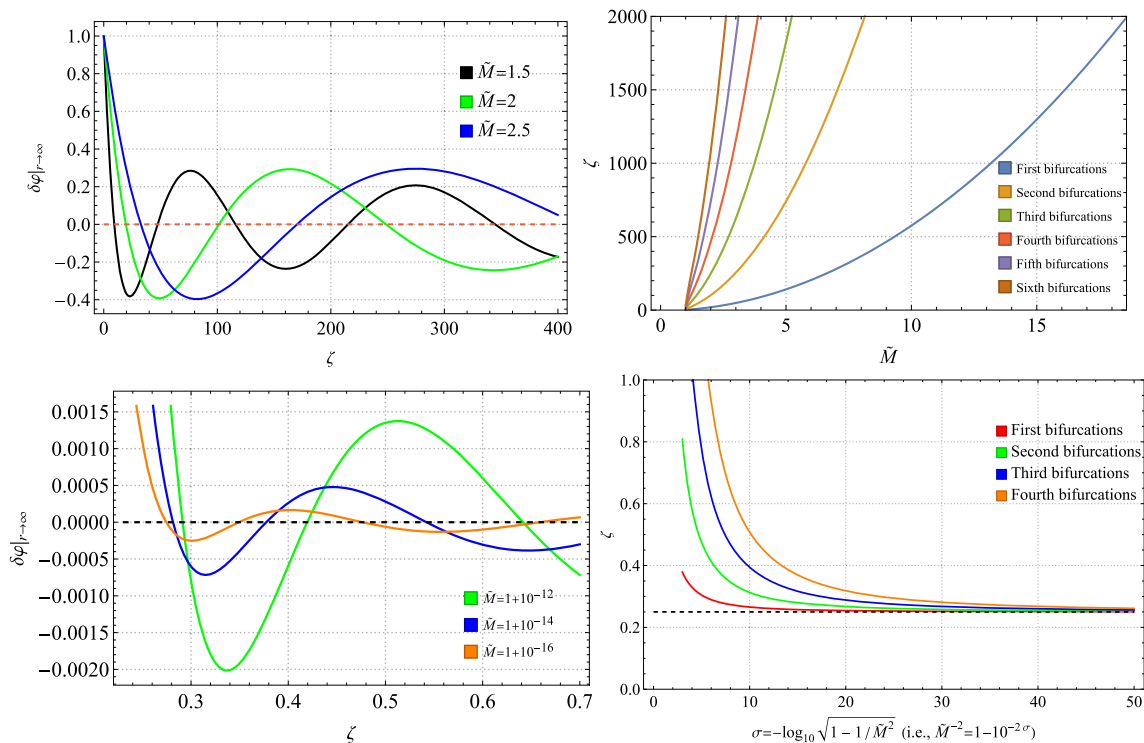 1.0
0.8
0.6
0.4
0.2
0.0
−0.2
−0.4
δφ|r→∞
0
100
200
300
400
ζ
M̃=1.5
M̃=2
M̃=2.5
2000
1500
1000
500
0
ζ
0
5
10
15
M̃
First bifurcations
Second bifurcations
Third bifurcations
Fourth bifurcations
Fifth bifurcations
Sixth bifurcations
0.0015
0.0010
0.0005
0.0000
−0.0005
−0.0010
−0.0015
−0.0020
δφ|r→∞
0.3
0.4
0.5
0.6
0.7
ζ
M̃=1+10⁻¹²
M̃=1+10⁻¹⁴
M̃=1+10⁻¹⁶
1.0
0.8
0.6
0.4
0.2
0.0
ζ
0
10
20
30
40
50
First bifurcations
Second bifurcations
Third bifurcations
Fourth bifurcations
σ=−log₁₀√(1−1/M̃²) (i.e., M̃⁻²=1−10⁻²σ)